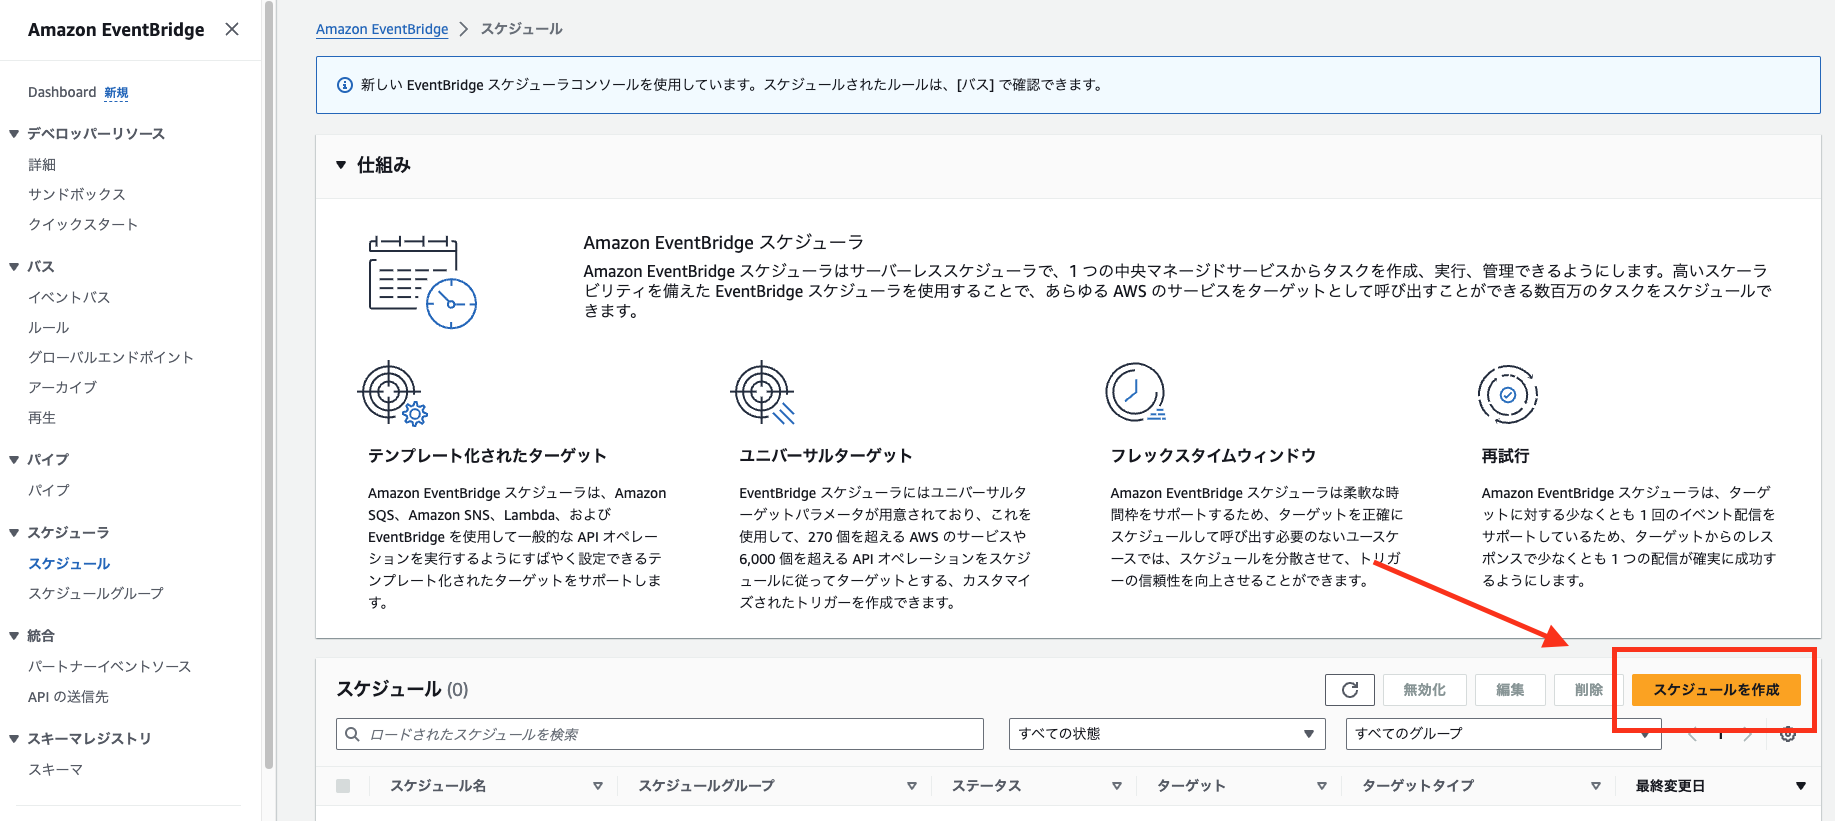 Amazon EventBridge
Dashboard 新規
デベロッパーリソース
詳細
サンドボックス
クイックスタート
バス
イベントバス
ルール
グローバルエンドポイント
アーカイブ
再生
パイプ
パイプ
スケジューラ
スケジュール
スケジュールグループ
統合
パートナーイベントソース
API の送信先
スキーマレジストリ
スキーマ
Amazon EventBridge > スケジュール
新しい EventBridge スケジューラコンソールを使用しています。スケジュールされたルールは、[バス] で確認できます。
仕組み
Amazon EventBridge スケジューラ
Amazon EventBridge スケジューラはサーバーレススケジューラで、1 つの中央マネージドサービスからタスクを作成、実行、管理できるようにします。高いスケーラ
ビリティを備えた EventBridge スケジューラを使用することで、あらゆる AWS のサービスをターゲットとして呼び出すことができる数百万のタスクをスケジュールで
きます。
テンプレート化されたターゲット
Amazon EventBridge スケジューラは、Amazon
SQS、Amazon SNS、Lambda、および
EventBridge を使用して一般的な API オペレー
ションを実行するようにすばやく設定できるテ
ンプレート化されたターゲットをサポートしま
す。
ユニバーサルターゲット
EventBridge スケジューラにはユニバーサルタ
ーゲットパラメータが用意されており、これを
使用して、270 個を超える AWS のサービスや
6,000 個を超える API オペレーションをスケジ
ュールに従ってターゲットとする、カスタマイ
ズされたトリガーを作成できます。
フレックスタイムウィンドウ
Amazon EventBridge スケジューラは柔軟な時
間枠をサポートするため、ターゲットを正確に
スケジュールして呼び出す必要のないユースケ
ースでは、スケジュールを分散させて、トリガ
ーの信頼性を向上させることができます。
再試行
Amazon EventBridge スケジューラは、ターゲ
ットに対する少なくとも 1 回のイベント配信を
サポートしているため、ターゲットからのレス
ポンスで少なくとも 1 つの配信が確実に成功す
るようにします。
スケジュール (0)
無効化
編集
削除
スケジュールを作成
ロードされたスケジュールを検索
すべての状態
すべてのグループ
1
スケジュール名
スケジュールグループ
ステータス
ターゲット
ターゲットタイプ
最終変更日